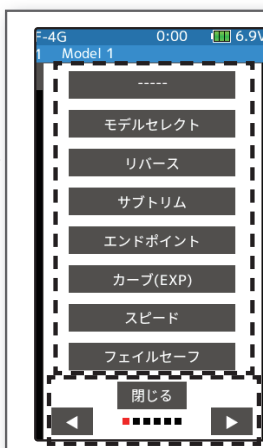 F-4G 0:00 6.9V
1 Model 1
-----
モデルセレクト
リバース
サブトリム
エンドポイント
カーブ(EXP)
スピード
フェイルセーフ
閉じる